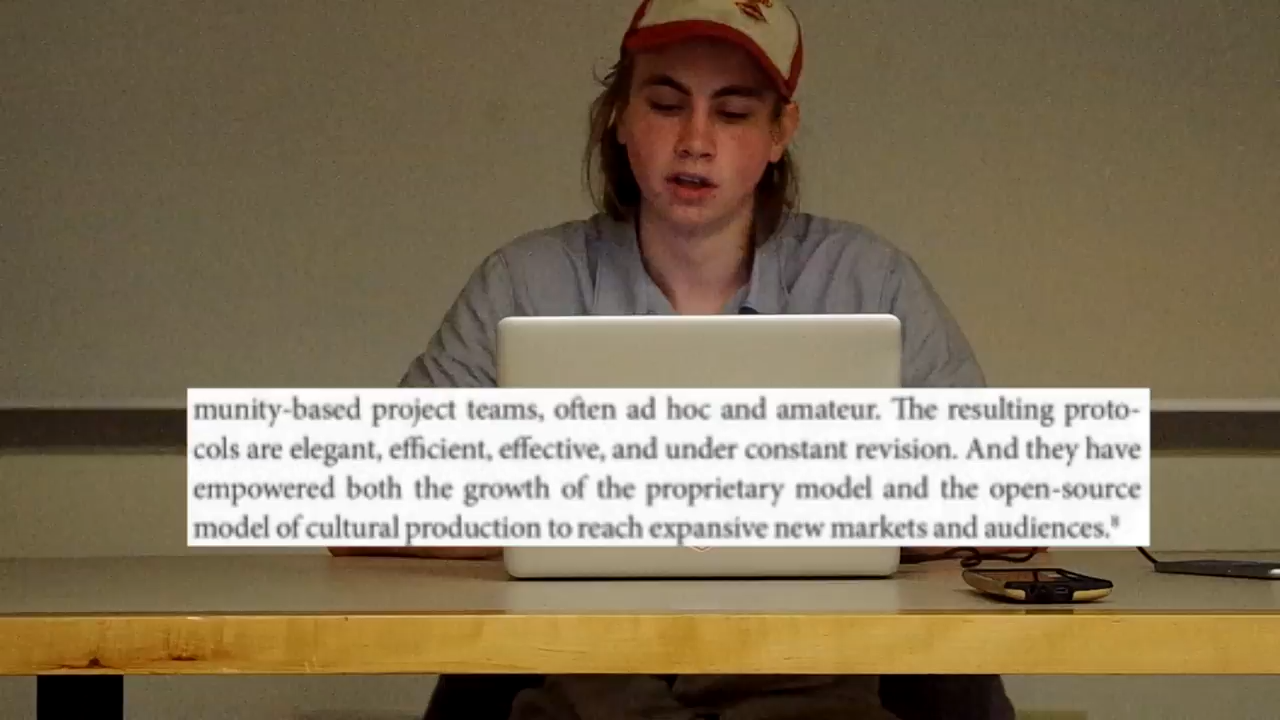 munity-based project teams, often ad hoc and amateur. The resulting proto-
cols are elegant, efficient, effective, and under constant revision. And they have
empowered both the growth of the proprietary model and the open-source
model of cultural production to reach expansive new markets and audiences.⁸